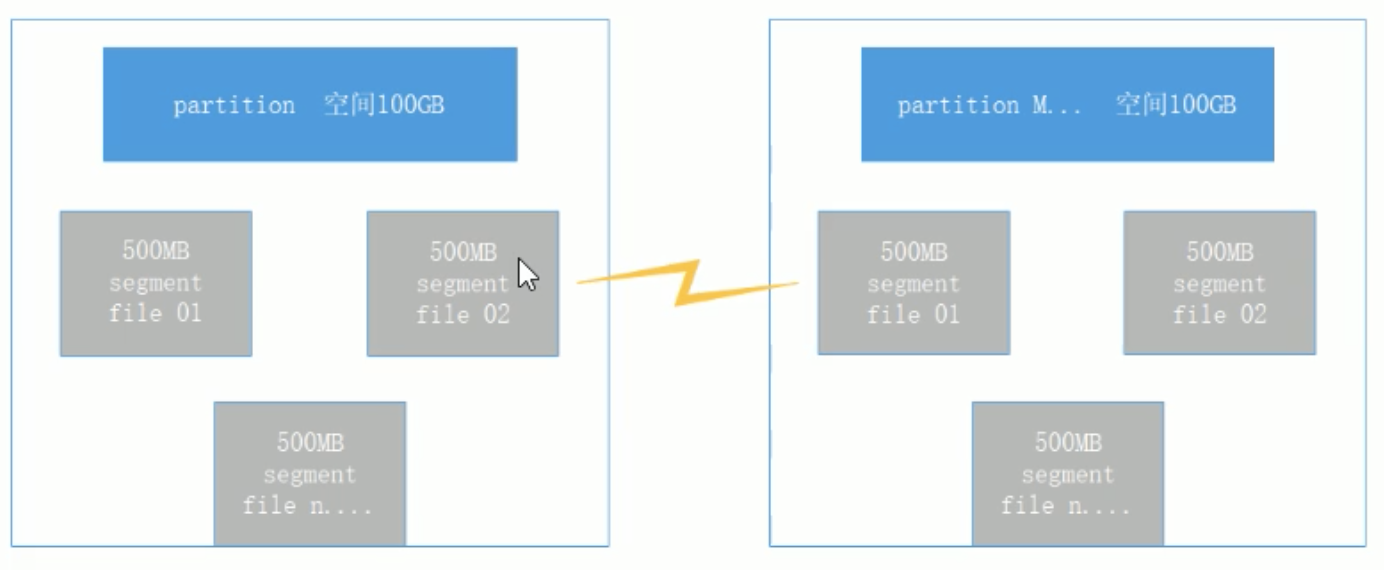 partition 空间100GB
500MB
segment
file 01
500MB
segment
file 02
500MB
segment
file n....
partition M... 空间100GB
500MB
segment
file 01
500MB
segment
file 02
500MB
segment
file n....